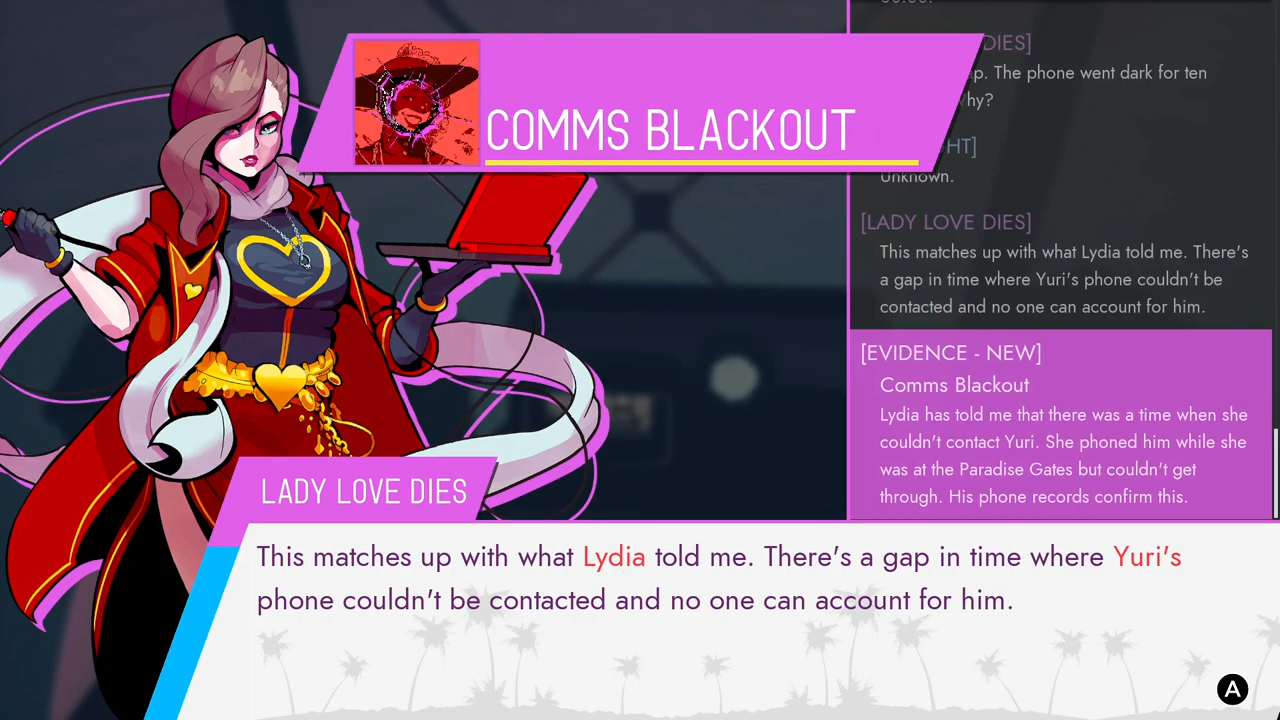 COMMS BLACKOUT
DIES]
The phone went dark for ten
Unknown.
[LADY LOVE DIES]
This matches up with what Lydia told me. There's
a gap in time where Yuri's phone couldn't be
contacted and no one can account for him.
[EVIDENCE - NEW]
Comms Blackout
Lydia has told me that there was a time when she
couldn't contact Yuri. She phoned him while she
was at the Paradise Gates but couldn't get
through. His phone records confirm this.
LADY LOVE DIES
This matches up with what Lydia told me. There's a gap in time where Yuri's
phone couldn't be contacted and no one can account for him.
A